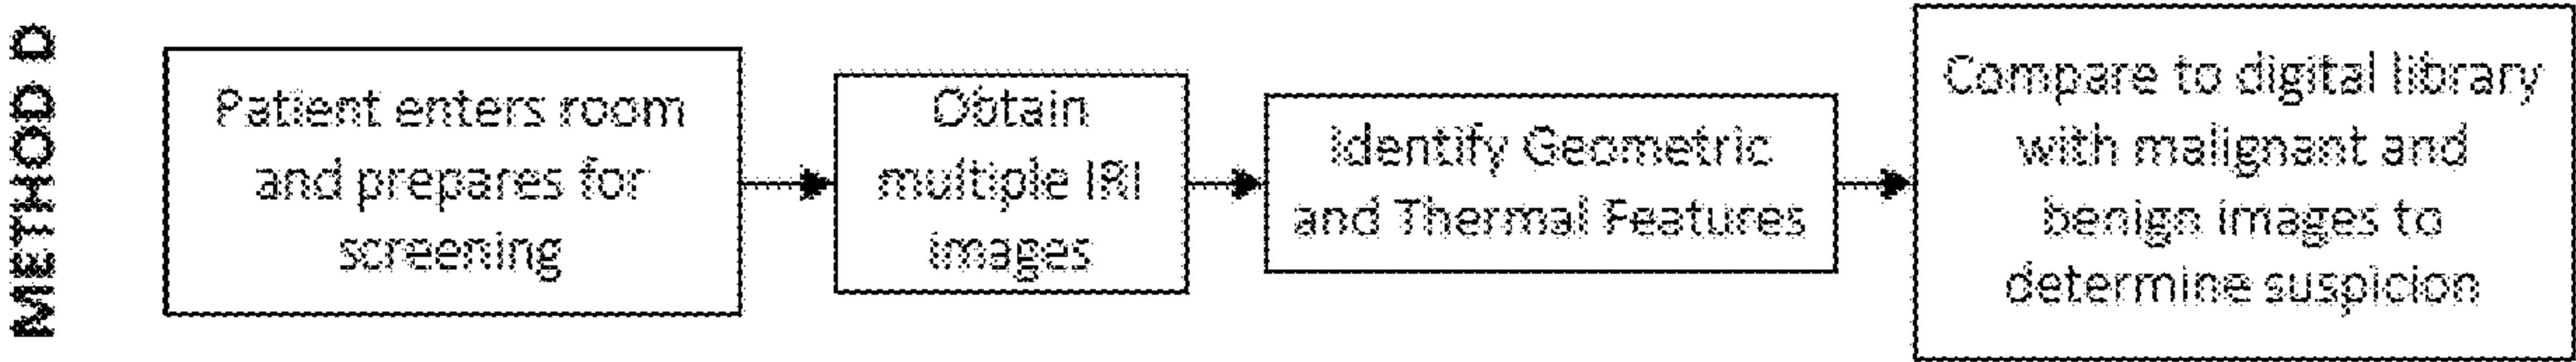 METHOD D
Patient enters room
and prepares for
screening
Obtain
multiple IRI
images
Identify Geometric
and Thermal Features
Compare to digital library
with malignant and
benign images to
determine suspicion